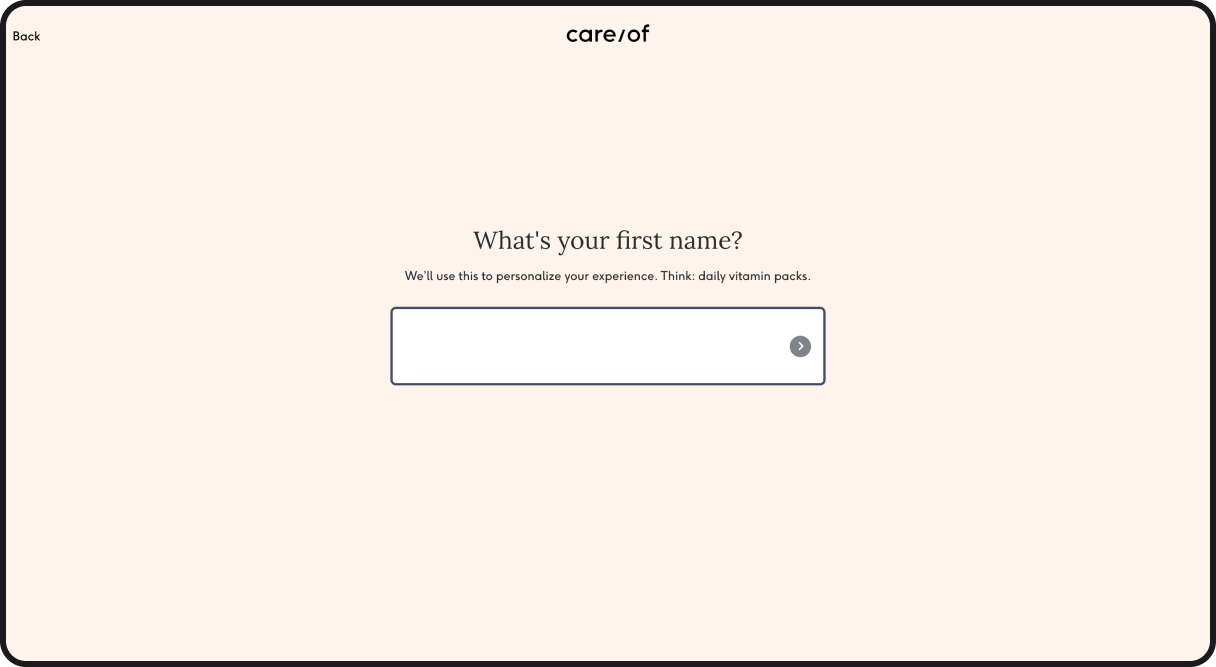 Back
care/of
What's your first name?
We'll use this to personalize your experience. Think: daily vitamin packs.